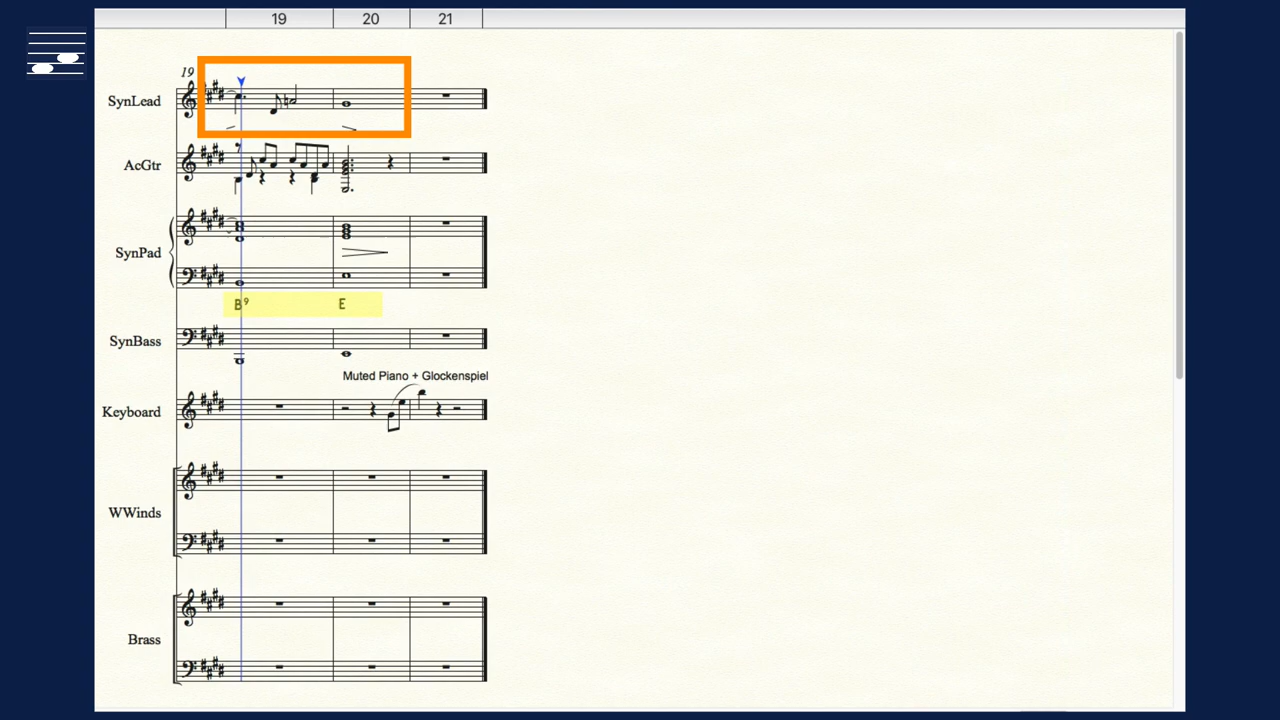 19 20 21
19
SynLead
AcGtr
SynPad
B9 E
SynBass
Muted Piano + Glockenspiel
Keyboard
WWinds
Brass